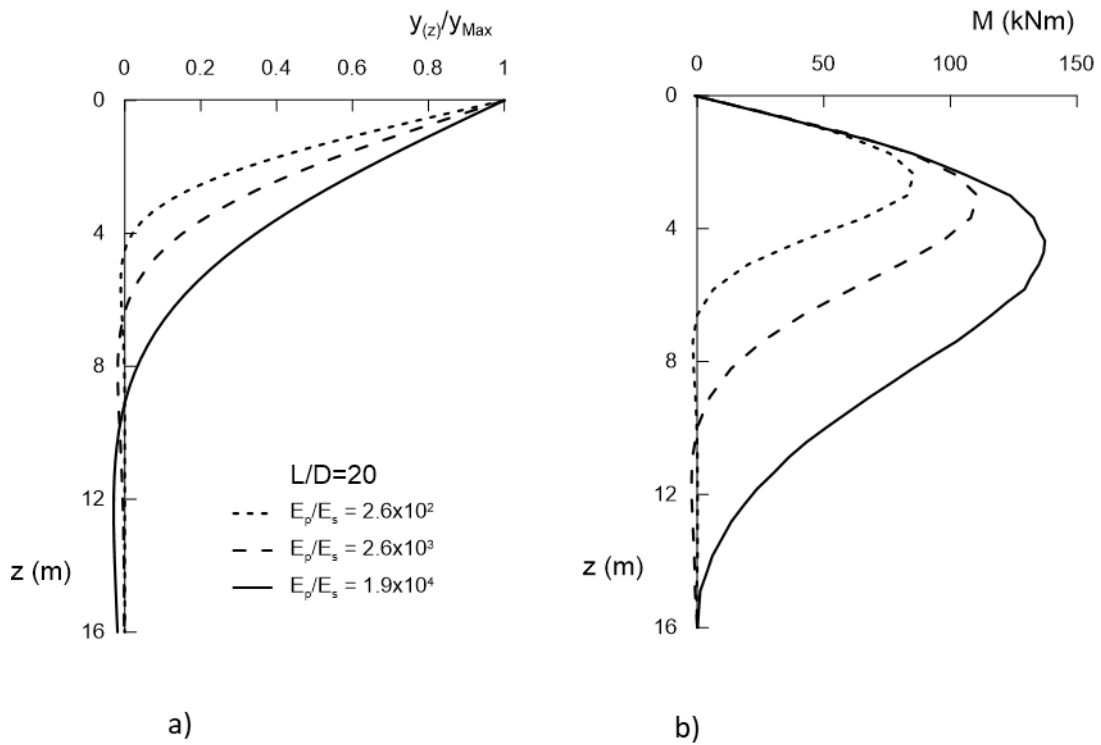 y(z)/yMax
0 0.2 0.4 0.6 0.8 1
0
4
8
12
16
z (m)
L/D=20
Ep/Es = 2.6x10²
Ep/Es = 2.6x10³
Ep/Es = 1.9x10⁴
a)
M (kNm)
0 50 100 150
0
4
8
12
16
z (m)
b)